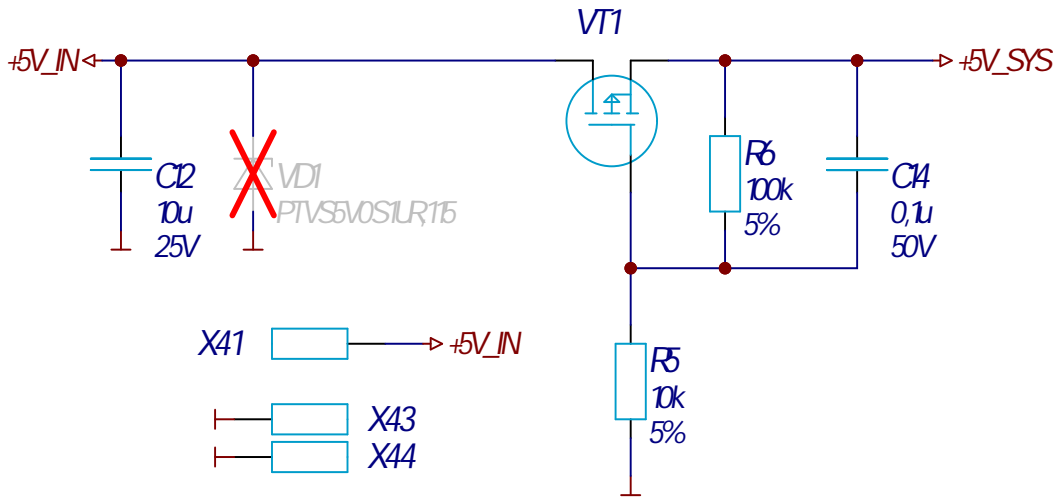 VT1
+5V_IN
+5V_SYS
C12
10u
25V
VD1
PTVS5V0S1UR,115
R6
100k
5%
C14
0,1u
50V
X41
+5V_IN
R5
10k
5%
X43
X44